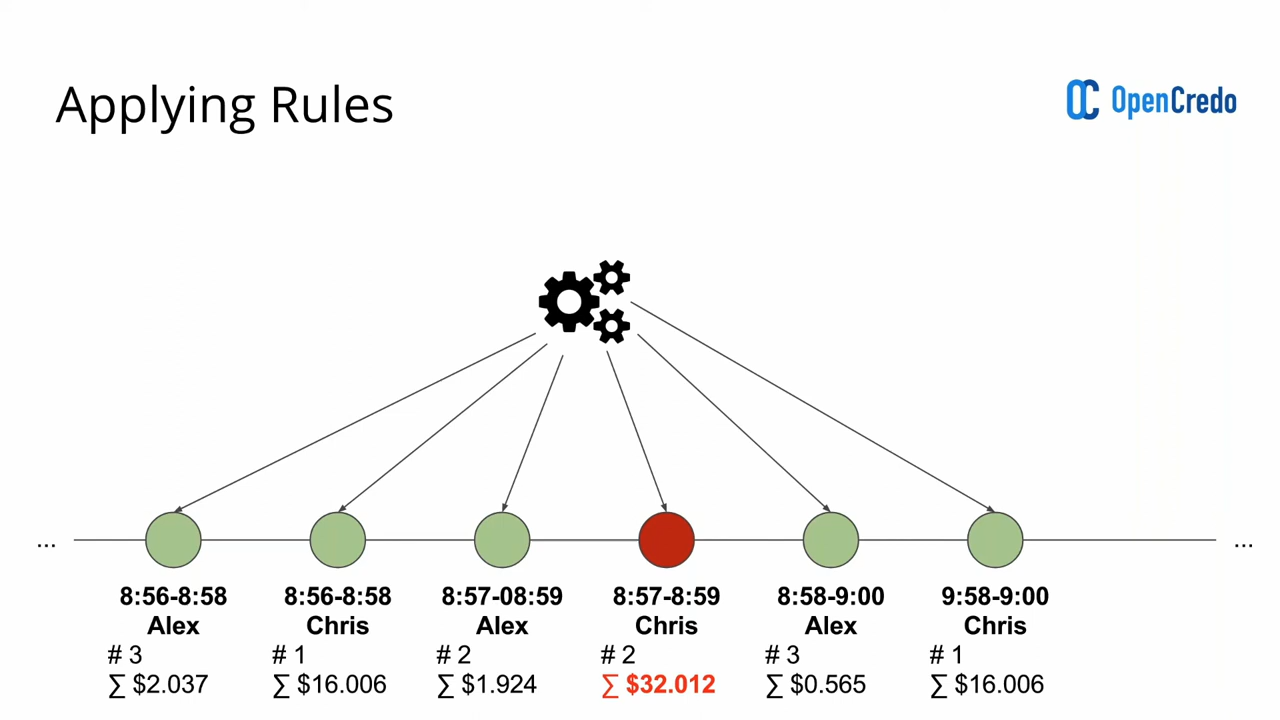 Applying Rules
OpenCredo
...
...
8:56-8:58
Alex
# 3
∑ $2.037
8:56-8:58
Chris
# 1
∑ $16.006
8:57-08:59
Alex
# 2
∑ $1.924
8:57-8:59
Chris
# 2
∑ $32.012
8:58-9:00
Alex
# 3
∑ $0.565
9:58-9:00
Chris
# 1
∑ $16.006